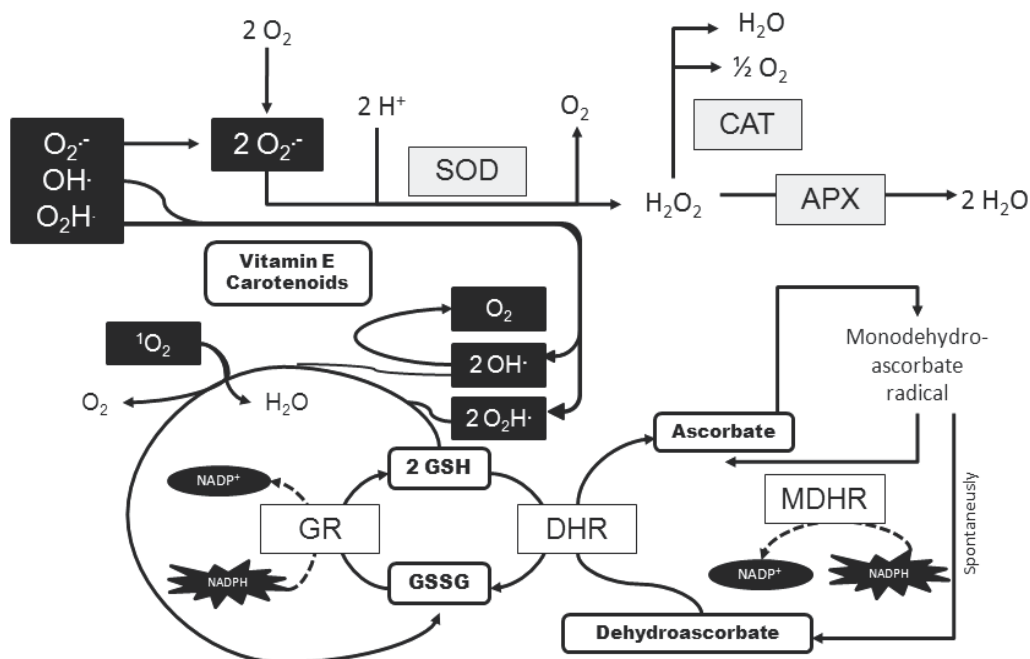 2 O₂
H₂O
½ O₂
2 H⁺
O₂
CAT
O₂·⁻
OH·
O₂H·
2 O₂·⁻
SOD
H₂O₂
APX
2 H₂O
Vitamin E
Carotenoids
O₂
¹O₂
2 OH·
Monodehydro-
ascorbate
radical
O₂
H₂O
2 O₂H·
Ascorbate
2 GSH
NADP⁺
MDHR
GR
DHR
Spontaneusly
NADPH
GSSG
NADP⁺
NADPH
Dehydroascorbate